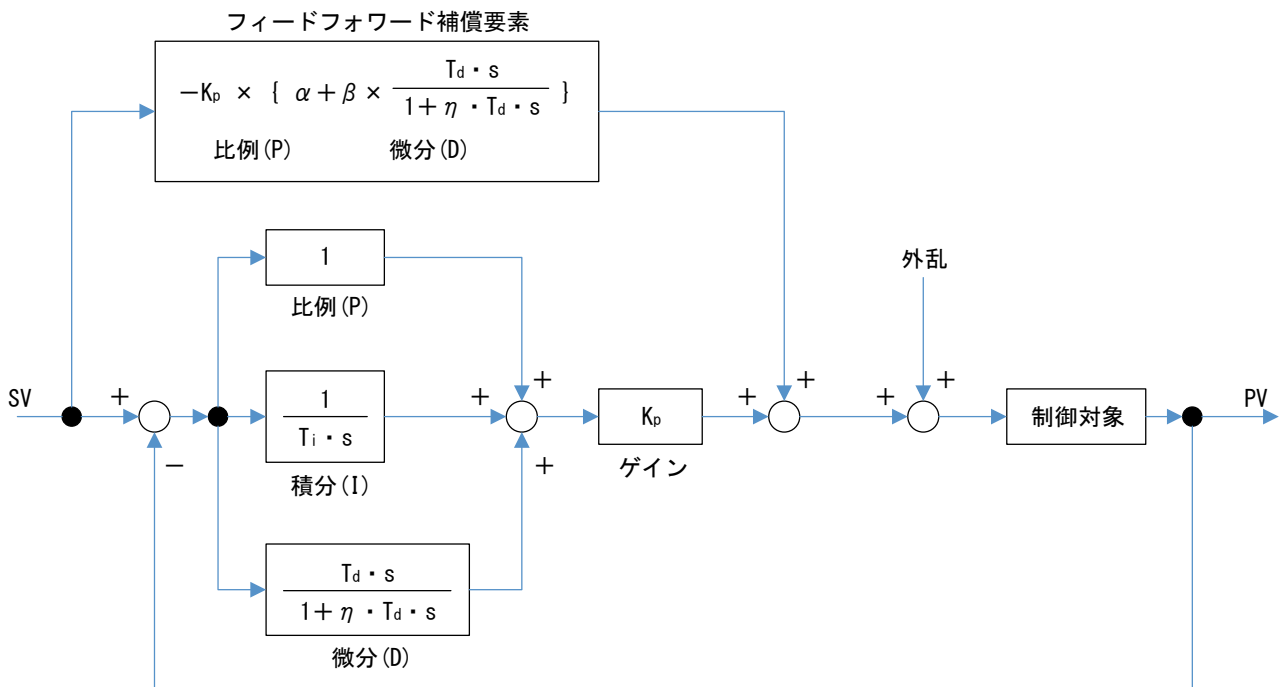 フィードフォワード補償要素
−Kp × { α＋β× Td・s / 1＋η・Td・s }
比例(P) 微分(D)
1
比例(P)
外乱
SV
＋
−
1 / Ti・s
積分(I)
＋
＋
＋
Kp
ゲイン
＋
＋
＋
＋
制御対象
PV
Td・s / 1＋η・Td・s
微分(D)